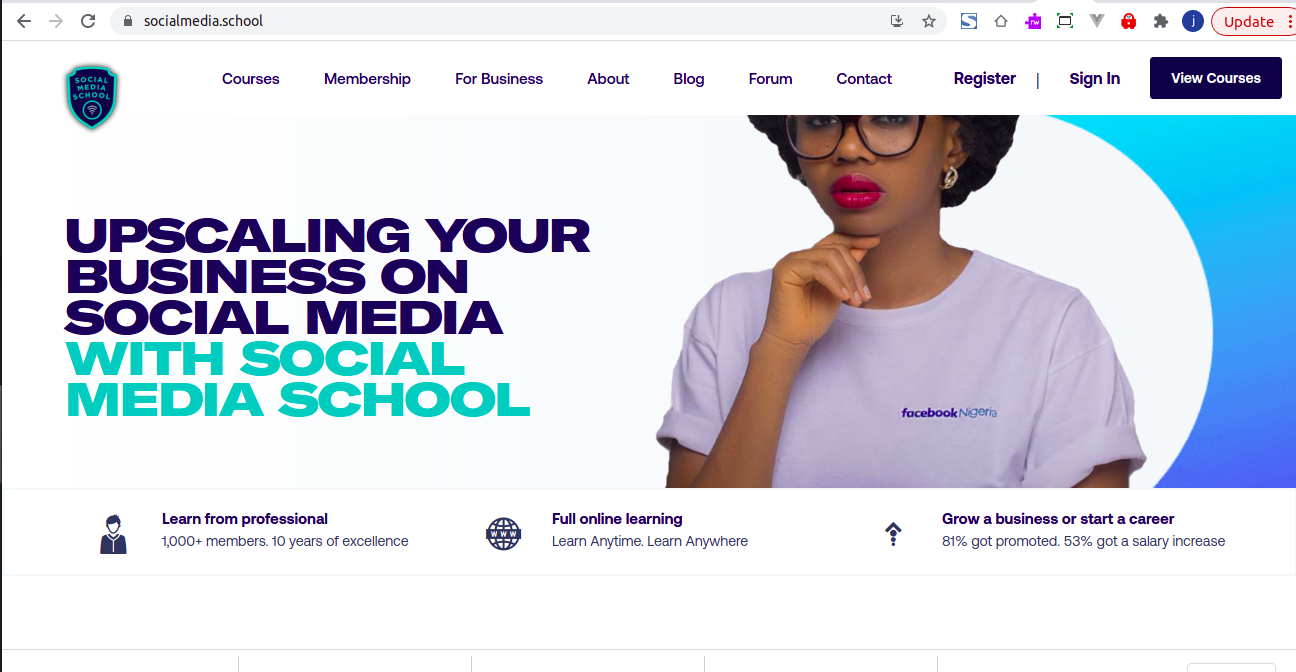 socialmedia.school
rw
j
Update
SOCIAL
MEDIA
SCHOOL
Courses
Membership
For Business
About
Blog
Forum
Contact
Register
|
Sign In
View Courses
UPSCALING YOUR
BUSINESS ON
SOCIAL MEDIA
WITH SOCIAL
MEDIA SCHOOL
facebook Nigeria
Learn from professional
1,000+ members. 10 years of excellence
WWW
Full online learning
Learn Anytime. Learn Anywhere
Grow a business or start a career
81% got promoted. 53% got a salary increase